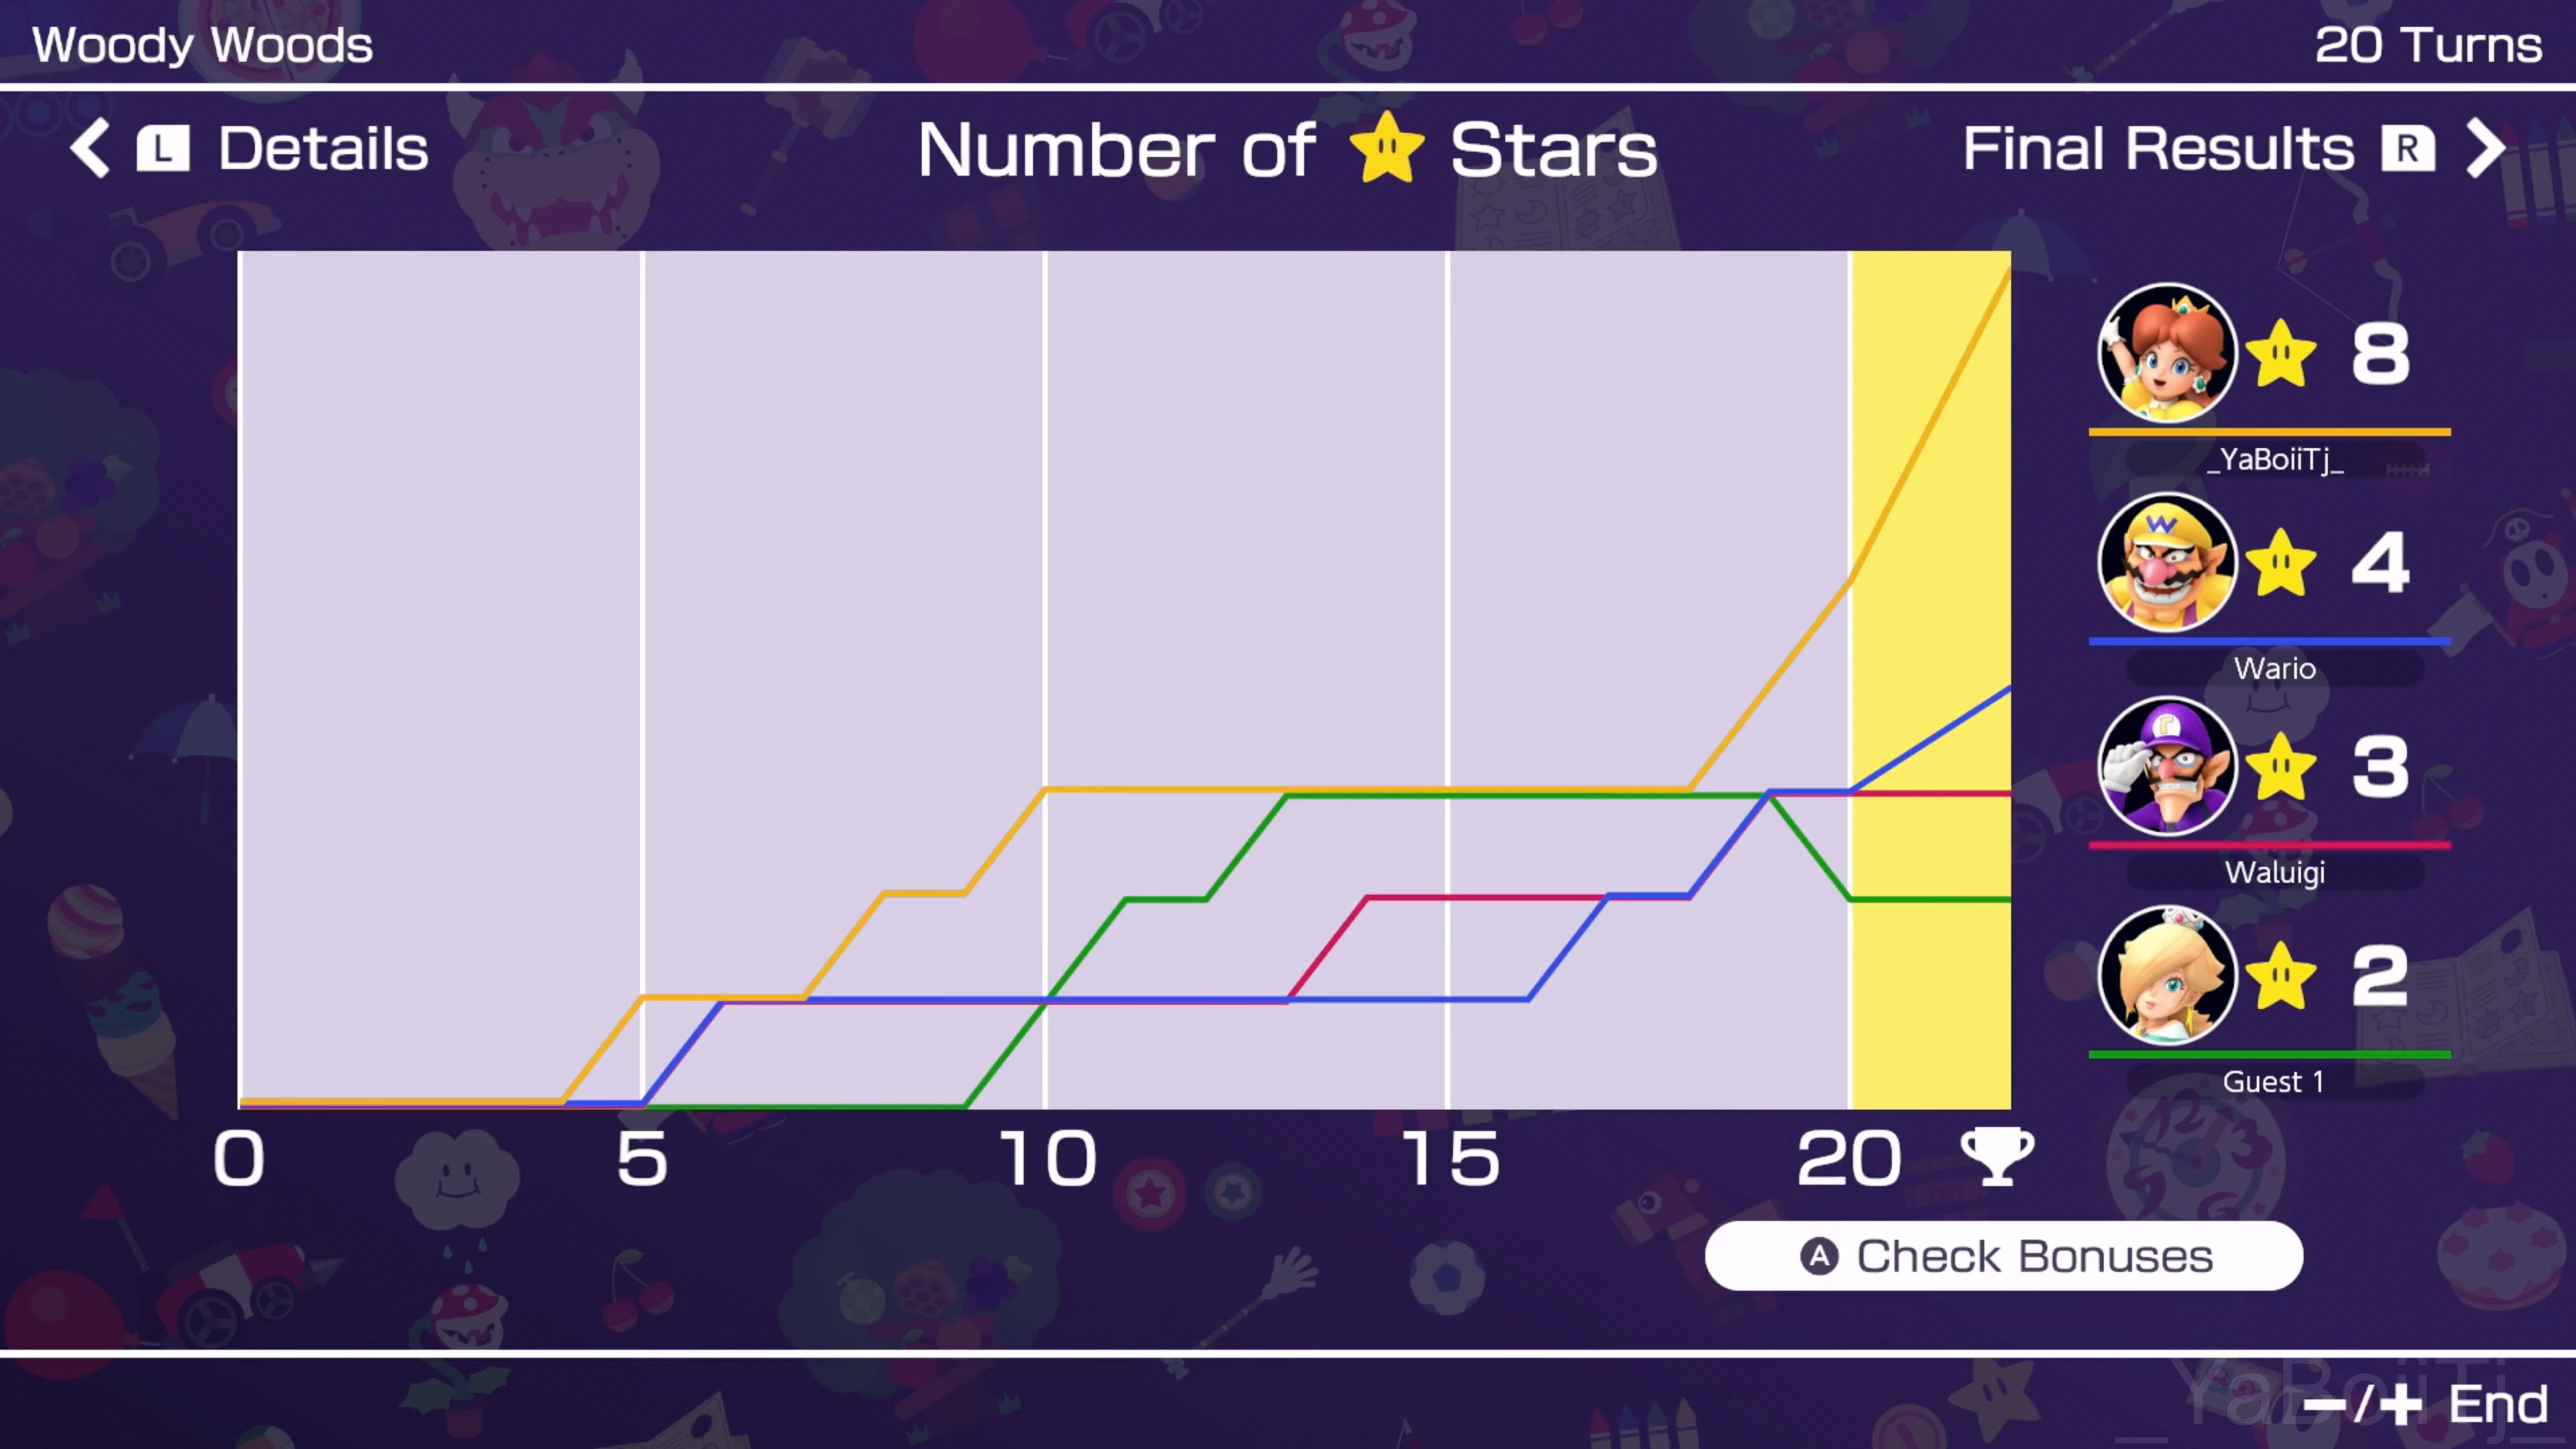 Woody Woods
20 Turns
L Details
Number of Stars
Final Results R
8
_YaBoiiTj_
4
Wario
3
Waluigi
2
Guest 1
0 5 10 15 20
A Check Bonuses
_YaBoiiTj_
−/+ End